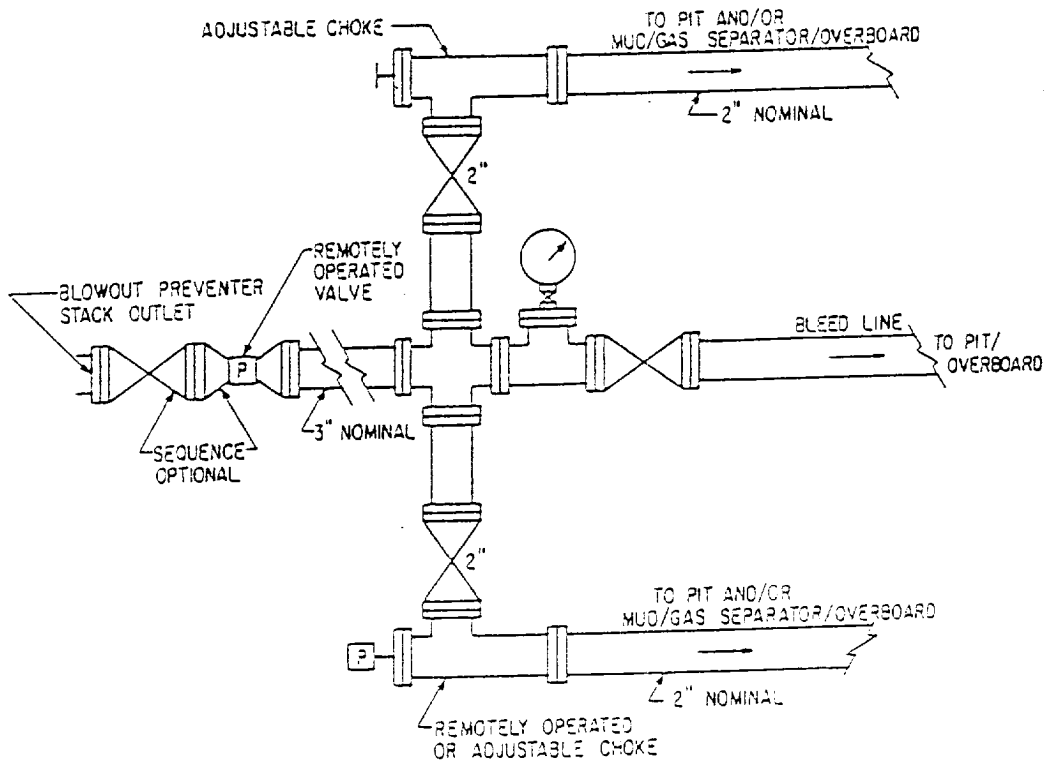 ADJUSTABLE CHOKE
TO PIT AND/OR
MUD/GAS SEPARATOR/OVERBOARD
2" NOMINAL
2"
REMOTELY
OPERATED
VALVE
BLOWOUT PREVENTER
STACK OUTLET
P
BLEED LINE
TO PIT/
OVERBOARD
3" NOMINAL
SEQUENCE
OPTIONAL
2"
TO PIT AND/OR
MUD/GAS SEPARATOR/OVERBOARD
P
2" NOMINAL
REMOTELY OPERATED
OR ADJUSTABLE CHOKE